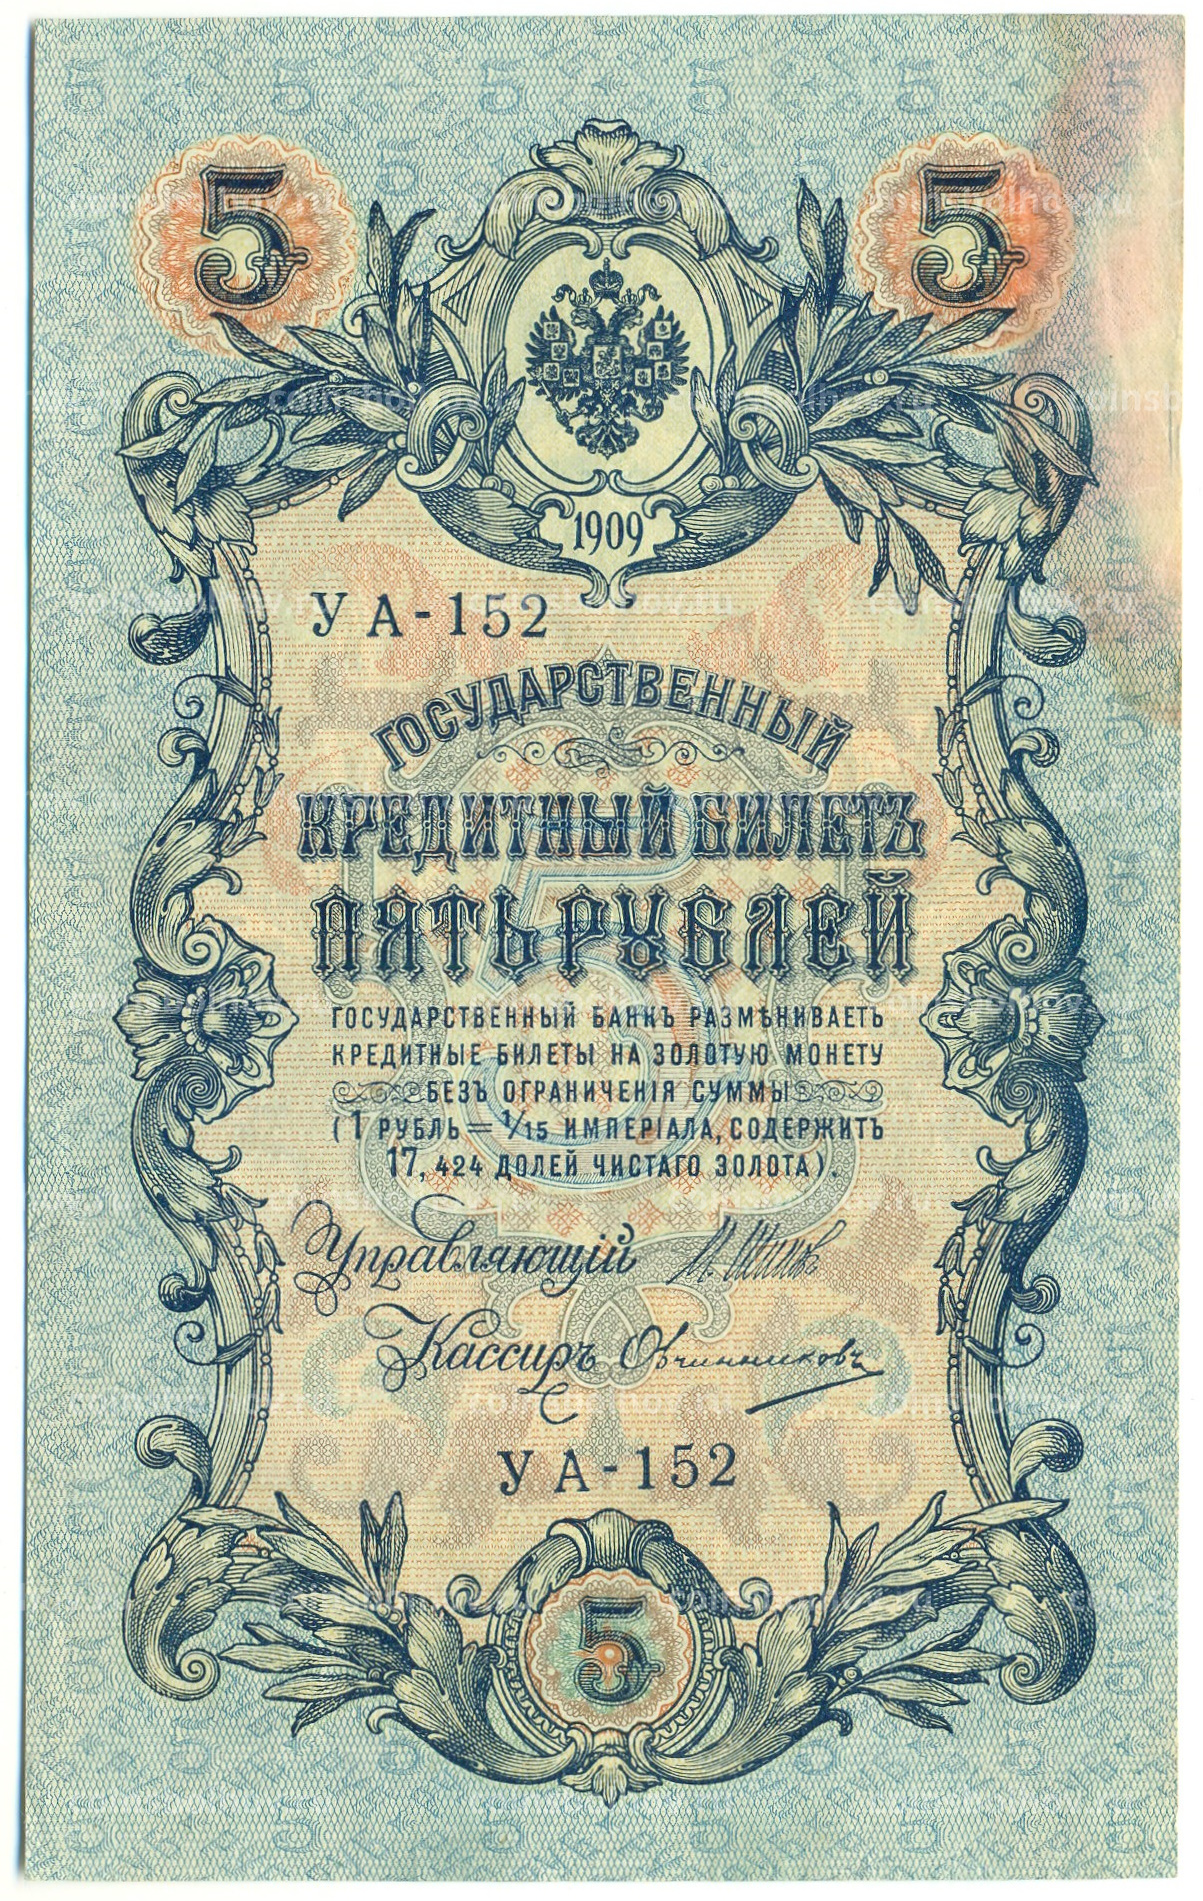 5 5
1909
УА-152
ГОСУДАРСТВЕННЫЙ
КРЕДИТНЫЙ БИЛЕТЪ
ПЯТЬ РУБЛЕЙ
ГОСУДАРСТВЕННЫЙ БАНКЪ РАЗМѢНИВАЕТЪ
КРЕДИТНЫЕ БИЛЕТЫ НА ЗОЛОТУЮ МОНЕТУ
БЕЗЪ ОГРАНИЧЕНІЯ СУММЫ
(1 РУБЛЬ = 1/15 ИМПЕРІАЛА, СОДЕРЖИТЪ
17,424 ДОЛЕЙ ЧИСТАГО ЗОЛОТА).
Управляющій И. Шипов
Кассиръ Овчинниковъ
УА-152
5